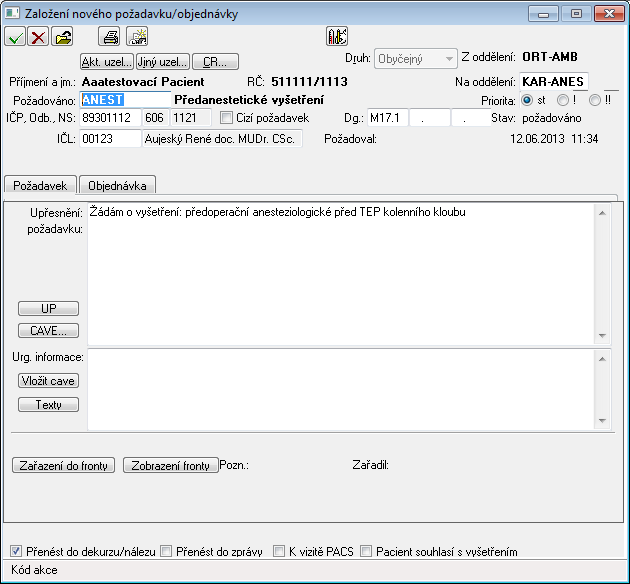 Založení nového požadavku/objednávky
Akt. uzel... Jiný uzel... CR...
Druh: Obyčejný Z oddělení: ORT-AMB
Příjmení a jm.: Aaatestovací Pacient RČ: 511111/1113 Na oddělení: KAR-ANES
Požadováno: ANEST Předanestetické vyšetření Priorita: st ! !!
IČP, Odb., NS: 89301112 606 1121 Cizí požadavek Dg.: M17.1 . . Stav: požadováno
IČL: 00123 Aujeský René doc. MUDr. CSc. Požadoval: 12.06.2013 11:34
Požadavek Objednávka
Upřesnění: Žádám o vyšetření: předoperační anesteziologické před TEP kolenního kloubu
požadavku:
UP
CAVE...
Urg. informace:
Vložit cave
Texty
Zařazení do fronty Zobrazení fronty Pozn.: Zařadil:
Přenést do dekurzu/nálezu Přenést do zprávy K vizitě PACS Pacient souhlasí s vyšetřením
Kód akce